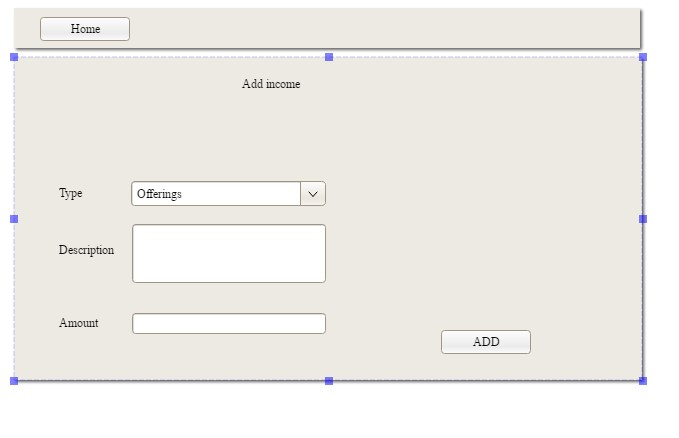 Home
Add income
Type
Offerings
Description
Amount
ADD